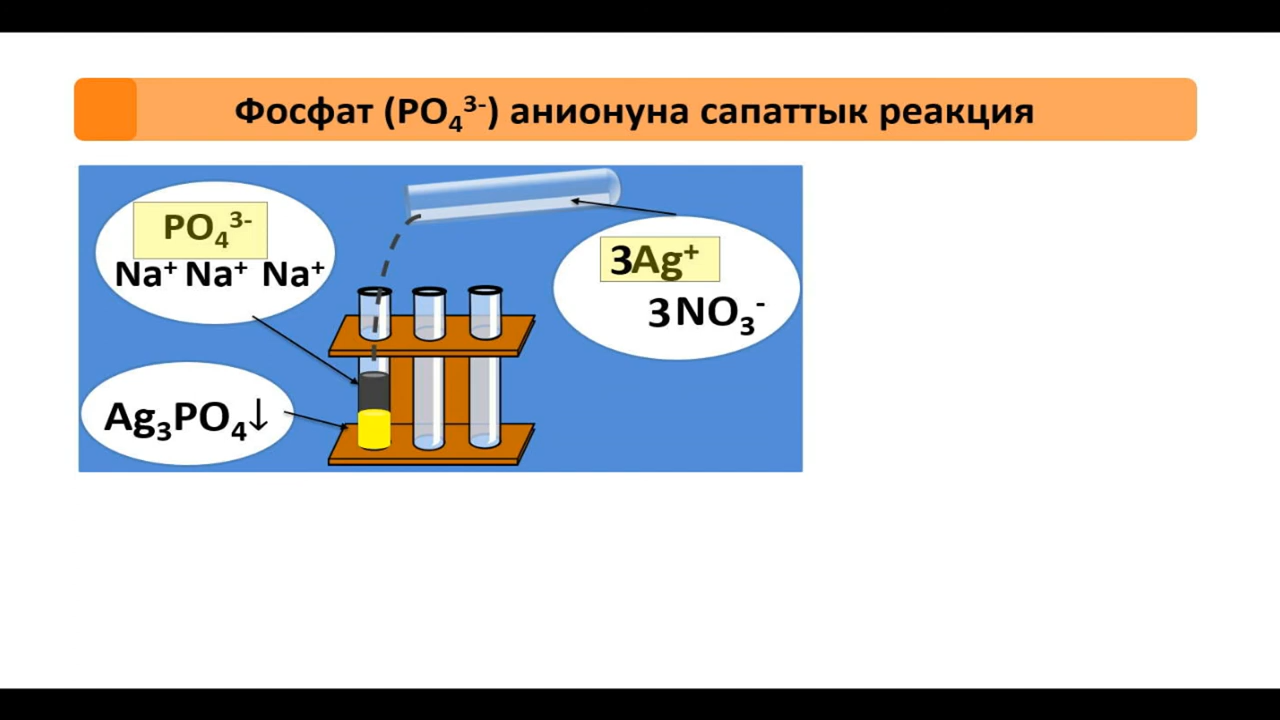 Фосфат (PO₄³⁻) анионуна сапаттык реакция
PO₄³⁻
Na⁺ Na⁺ Na⁺
3Ag⁺
3NO₃⁻
Ag₃PO₄↓